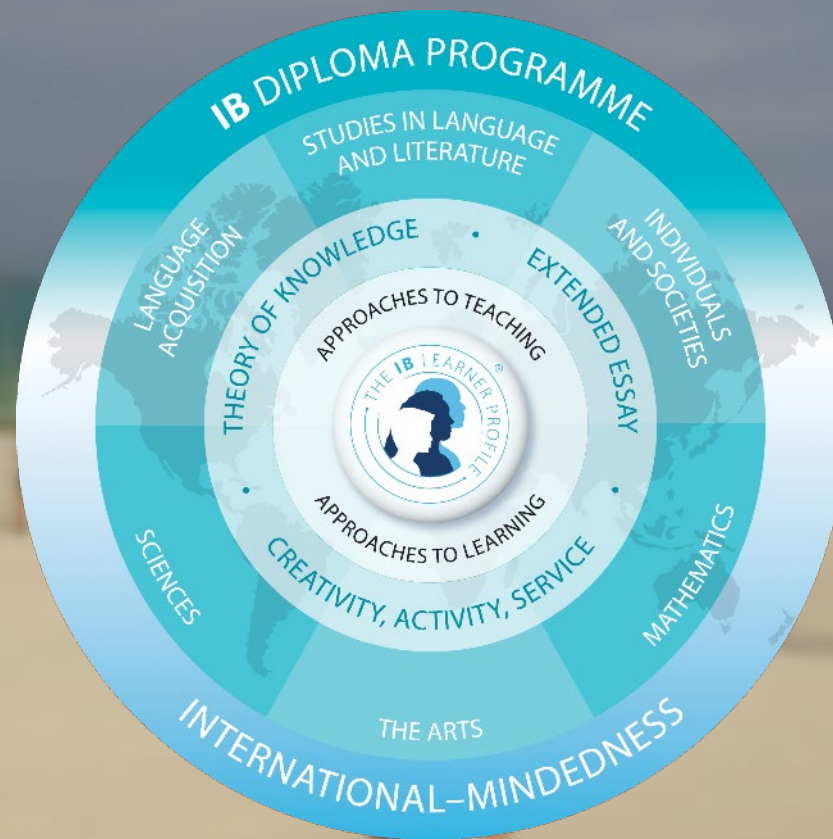 IB DIPLOMA PROGRAMME
STUDIES IN LANGUAGE
AND LITERATURE
LANGUAGE
ACQUISITION
INDIVIDUALS
AND SOCIETIES
THEORY OF KNOWLEDGE
•
EXTENDED ESSAY
APPROACHES TO TEACHING
THE IB LEARNER PROFILE
®
APPROACHES TO LEARNING
•
CREATIVITY, ACTIVITY, SERVICE
•
SCIENCES
MATHEMATICS
THE ARTS
INTERNATIONAL–MINDEDNESS